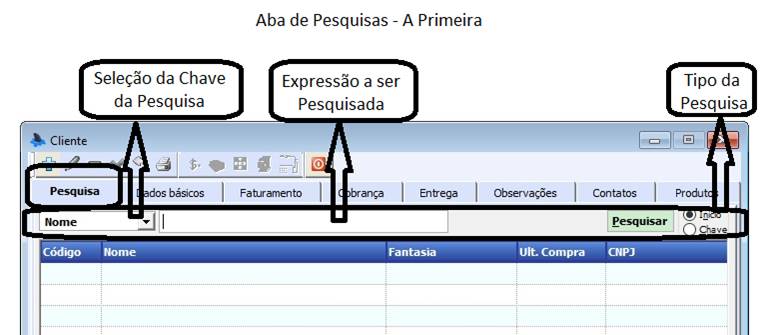 Aba de Pesquisas - A Primeira
Seleção da Chave
da Pesquisa
Expressão a ser
Pesquisada
Tipo da
Pesquisa
Cliente
Pesquisa Dados básicos Faturamento Cobrança Entrega Observações Contatos Produtos
Nome Pesquisar Início
Chave
Código Nome Fantasia Ult. Compra CNPJ